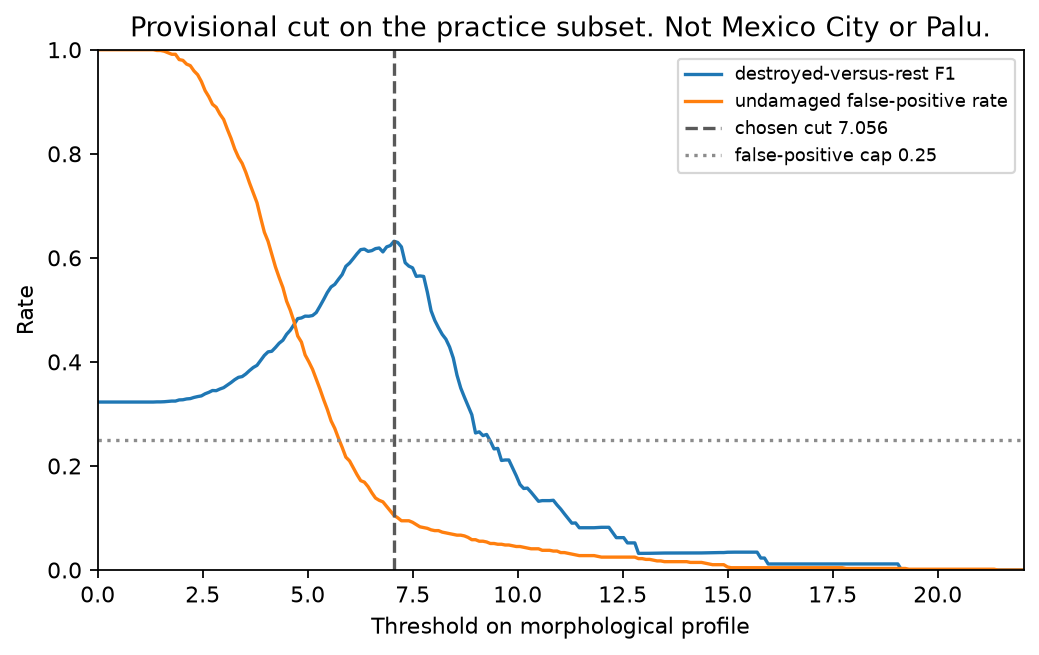 Provisional cut on the practice subset. Not Mexico City or Palu.
destroyed-versus-rest F1
undamaged false-positive rate
chosen cut 7.056
false-positive cap 0.25
Rate
1.0
0.8
0.6
0.4
0.2
0.0
0.0 2.5 5.0 7.5 10.0 12.5 15.0 17.5 20.0
Threshold on morphological profile